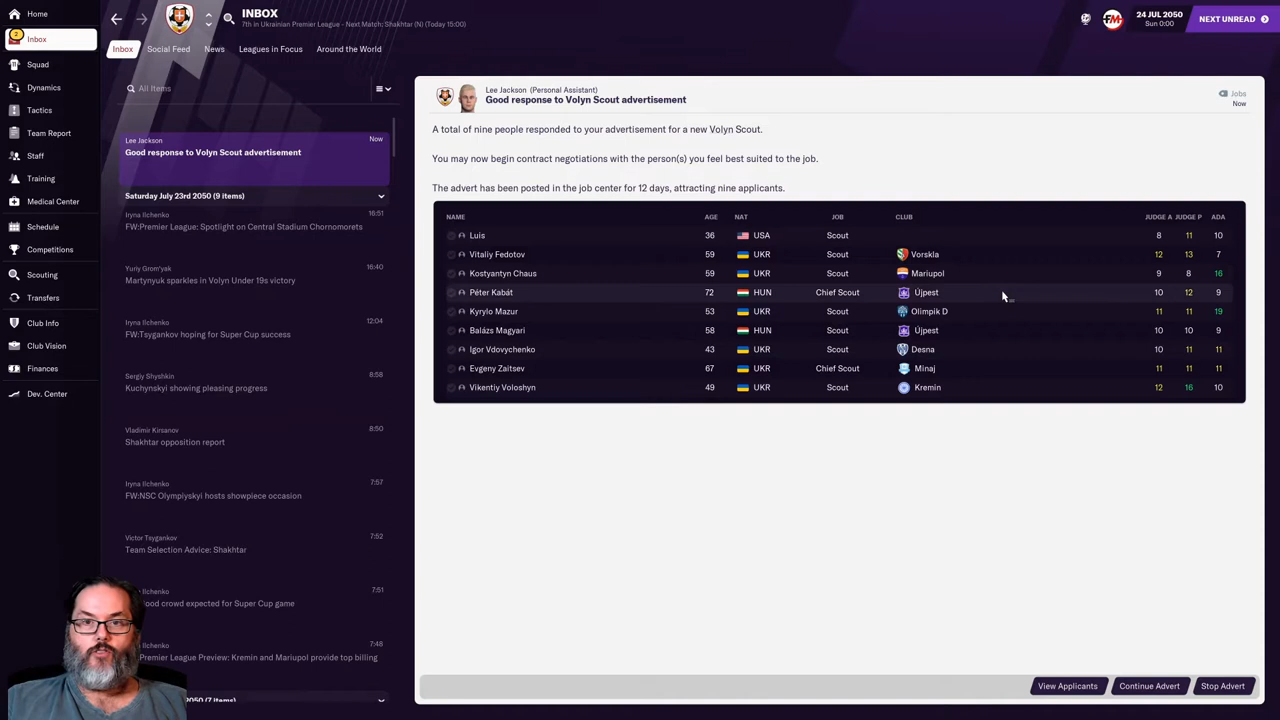 Home
2
Inbox
Squad
Dynamics
Tactics
Team Report
Staff
Training
Medical Center
Schedule
Competitions
Scouting
Transfers
Club Info
Club Vision
Finances
Dev. Center
INBOX
7th in Ukrainian Premier League - Next Match: Shakhtar (N) (Today 15:00)
FM
24 JUL 2050
Sun 0:00
NEXT UNREAD
Inbox
Social Feed
News
Leagues in Focus
Around the World
All Items
Lee Jackson Now
Good response to Volyn Scout advertisement
Saturday July 23rd 2050 (9 items)
Iryna Ilchenko 16:51
FW:Premier League: Spotlight on Central Stadium Chornomorets
Yuriy Grom'yak 16:40
Martynyuk sparkles in Volyn Under 19s victory
Iryna Ilchenko 12:04
FW:Tsygankov hoping for Super Cup success
Sergiy Shyshkin 8:58
Kuchynskyi showing pleasing progress
Vladimir Kirsanov 8:50
Shakhtar opposition report
Iryna Ilchenko 7:57
FW:NSC Olympiyskyi hosts showpiece occasion
Victor Tsygankov 7:52
Team Selection Advice: Shakhtar
Ilchenko 7:51
ood crowd expected for Super Cup game
Ilchenko 7:48
Premier League Preview: Kremin and Mariupol provide top billing
2050 (7 items)
Lee Jackson (Personal Assistant)
Good response to Volyn Scout advertisement
Jobs
Now
A total of nine people responded to your advertisement for a new Volyn Scout.
You may now begin contract negotiations with the person(s) you feel best suited to the job.
The advert has been posted in the job center for 12 days, attracting nine applicants.
NAME AGE NAT JOB CLUB JUDGE A JUDGE P ADA
Luis 36 USA Scout 8 11 10
Vitaliy Fedotov 59 UKR Scout Vorskla 12 13 7
Kostyantyn Chaus 59 UKR Scout Mariupol 9 8 16
Péter Kabát 72 HUN Chief Scout Újpest 10 12 9
Kyrylo Mazur 53 UKR Scout Olimpik D 11 11 19
Balázs Magyari 58 HUN Scout Újpest 10 10 9
Igor Vdovychenko 43 UKR Scout Desna 10 11 11
Evgeny Zaitsev 67 UKR Chief Scout Minaj 11 11 11
Vikentiy Voloshyn 49 UKR Scout Kremin 12 16 10
View Applicants
Continue Advert
Stop Advert